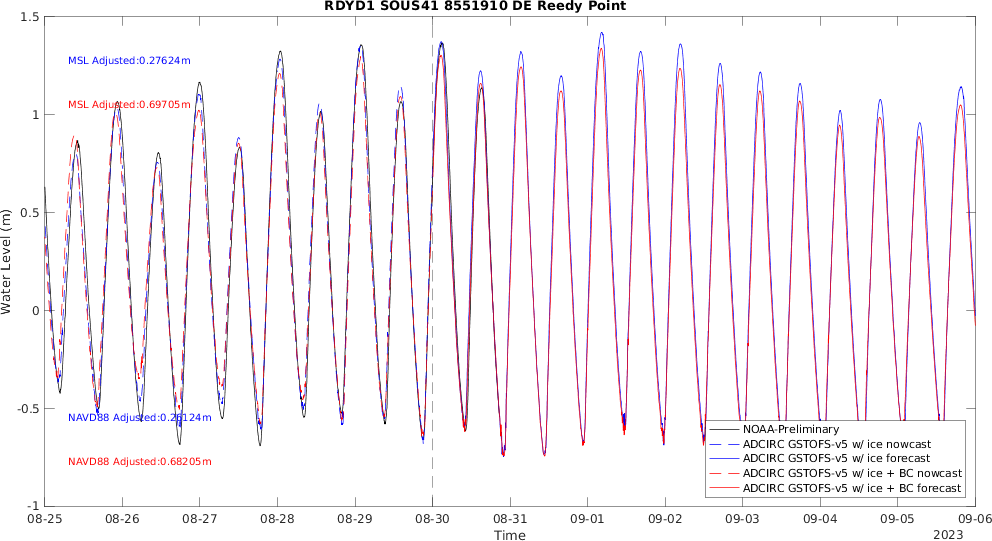 RDYD1 SOUS41 8551910 DE Reedy Point
1.5
1
0.5
0
-0.5
-1
Water Level (m)
MSL Adjusted:0.27624m
MSL Adjusted:0.69705m
NAVD88 Adjusted:0.26124m
NAVD88 Adjusted:0.68205m
NOAA-Preliminary
ADCIRC GSTOFS-v5 w/ ice nowcast
ADCIRC GSTOFS-v5 w/ ice forecast
ADCIRC GSTOFS-v5 w/ ice + BC nowcast
ADCIRC GSTOFS-v5 w/ ice + BC forecast
08-25 08-26 08-27 08-28 08-29 08-30 08-31 09-01 09-02 09-03 09-04 09-05 09-06
Time
2023